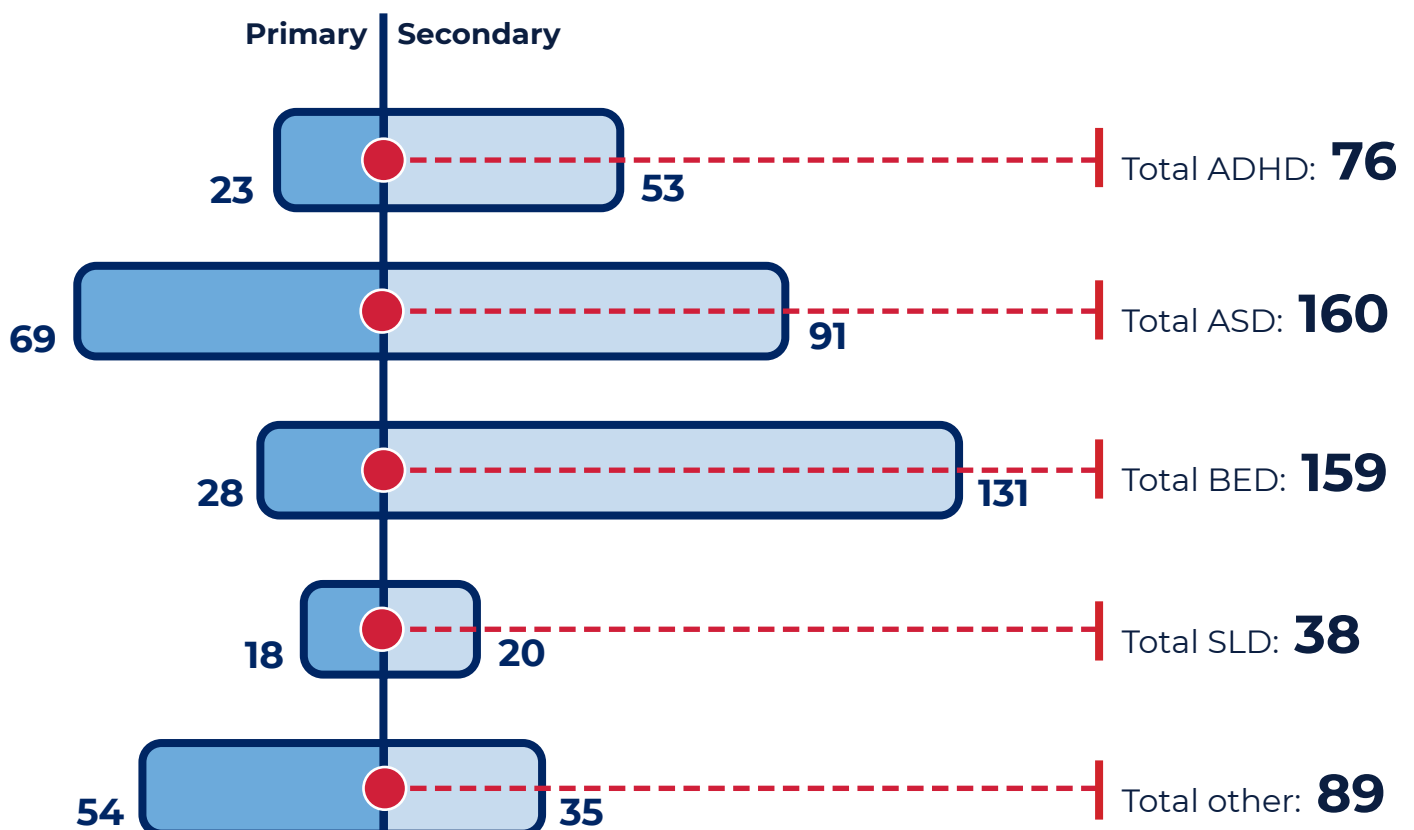 Primary Secondary
23 53 Total ADHD: 76
69 91 Total ASD: 160
28 131 Total BED: 159
18 20 Total SLD: 38
54 35 Total other: 89